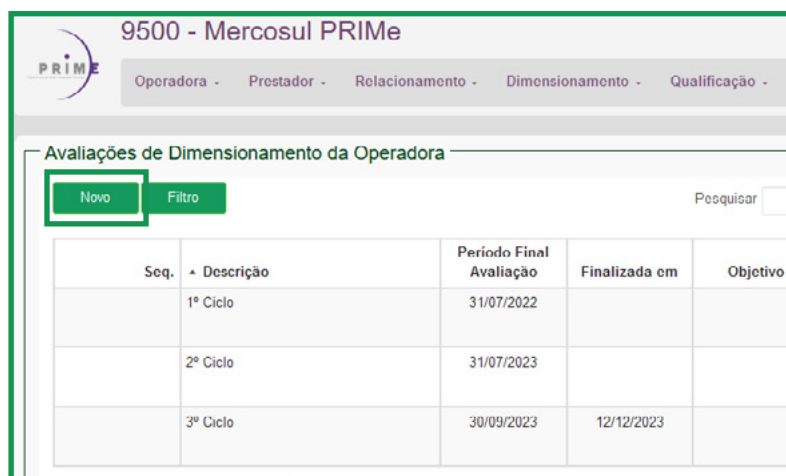 9500 - Mercosul PRIMe
PRIME
Operadora - Prestador - Relacionamento - Dimensionamento - Qualificação -
Avaliações de Dimensionamento da Operadora
Novo Filtro Pesquisar
Seq. Descrição Período Final Avaliação Finalizada em Objetivo
1º Ciclo 31/07/2022
2º Ciclo 31/07/2023
3º Ciclo 30/09/2023 12/12/2023